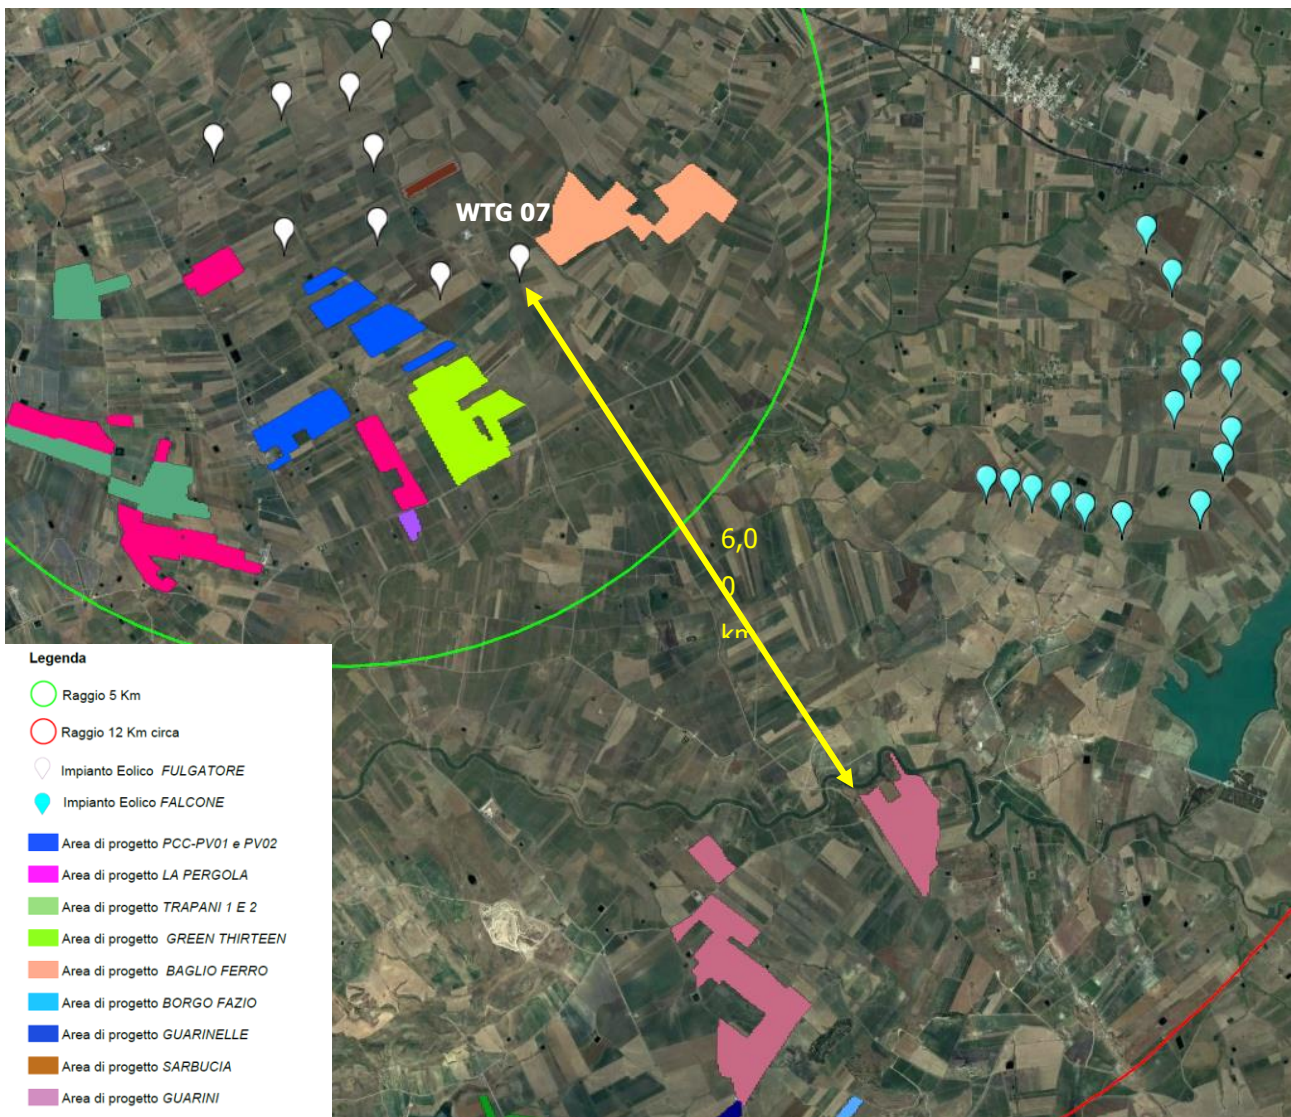 WTG 07
6,0
0
km
Legenda
Raggio 5 Km
Raggio 12 Km circa
Impianto Eolico FULGATORE
Impianto Eolico FALCONE
Area di progetto PCC-PV01 e PV02
Area di progetto LA PERGOLA
Area di progetto TRAPANI 1 E 2
Area di progetto GREEN THIRTEEN
Area di progetto BAGLIO FERRO
Area di progetto BORGO FAZIO
Area di progetto GUARINELLE
Area di progetto SARBUCIA
Area di progetto GUARINI